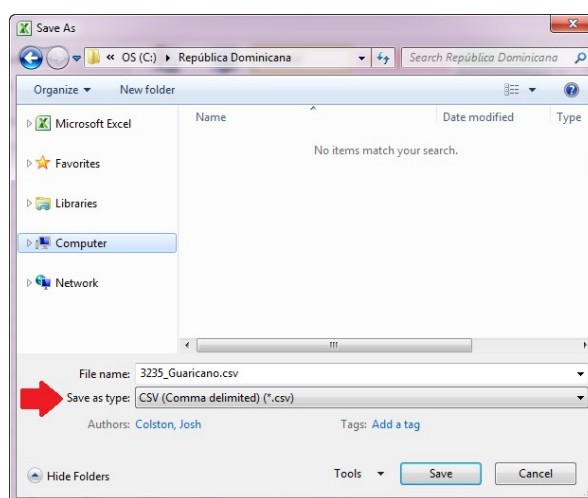 Save As
« OS (C:) ▸ República Dominicana
Search República Dominicana
Organize
New folder
Name
Date modified
Type
Microsoft Excel
No items match your search.
Favorites
Libraries
Computer
Network
File name: 3235_Guaricano.csv
Save as type: CSV (Comma delimited) (*.csv)
Authors: Colston, Josh
Tags: Add a tag
Hide Folders
Tools
Save
Cancel